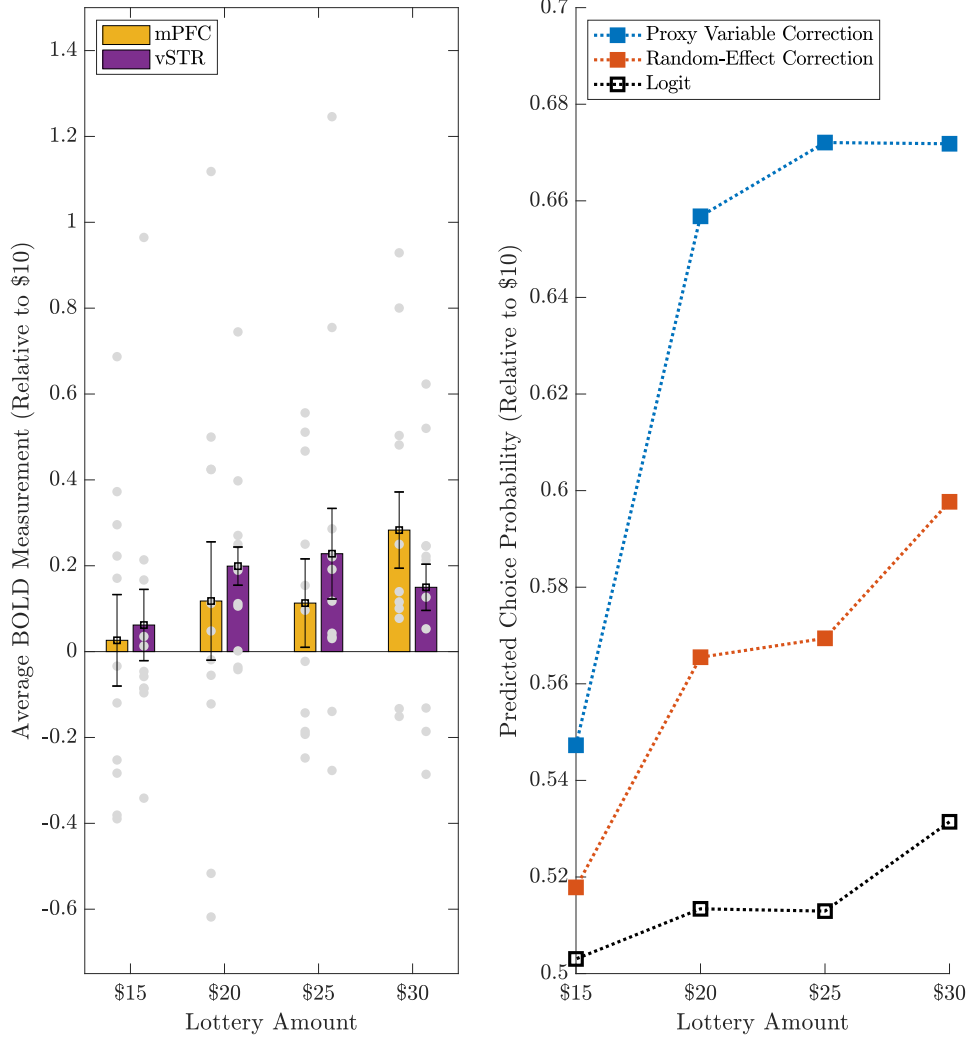 mPFC
vSTR
1.4
1.2
1
0.8
0.6
0.4
0.2
0
-0.2
-0.4
-0.6
Average BOLD Measurement (Relative to $10)
$15 $20 $25 $30
Lottery Amount
Proxy Variable Correction
Random-Effect Correction
Logit
0.7
0.68
0.66
0.64
0.62
0.6
0.58
0.56
0.54
0.52
0.5
Predicted Choice Probability (Relative to $10)
$15 $20 $25 $30
Lottery Amount